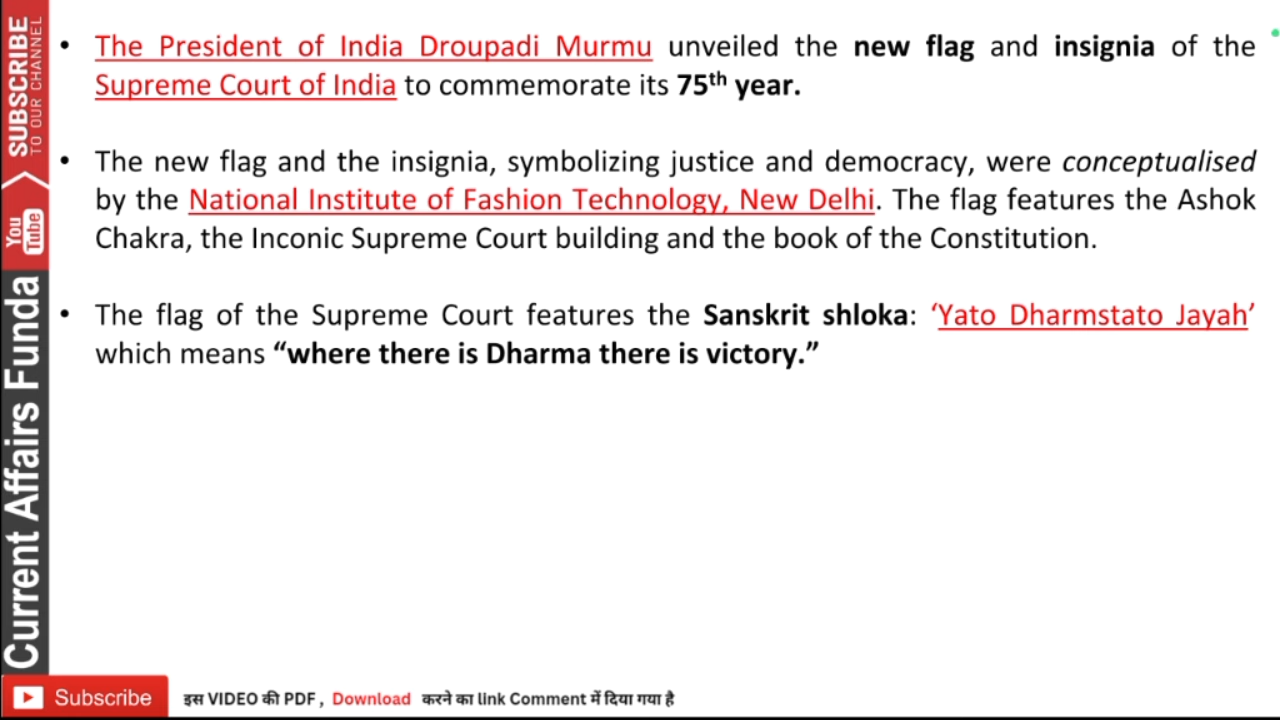 • The President of India Droupadi Murmu unveiled the new flag and insignia of the
Supreme Court of India to commemorate its 75th year.
• The new flag and the insignia, symbolizing justice and democracy, were conceptualised
by the National Institute of Fashion Technology, New Delhi. The flag features the Ashok
Chakra, the Inconic Supreme Court building and the book of the Constitution.
• The flag of the Supreme Court features the Sanskrit shloka: ‘Yato Dharmstato Jayah’
which means “where there is Dharma there is victory.”
SUBSCRIBE
TO OUR CHANNEL
You Tube
Current Affairs Funda
Subscribe
इस VIDEO की PDF , Download करने का link Comment में दिया गया है